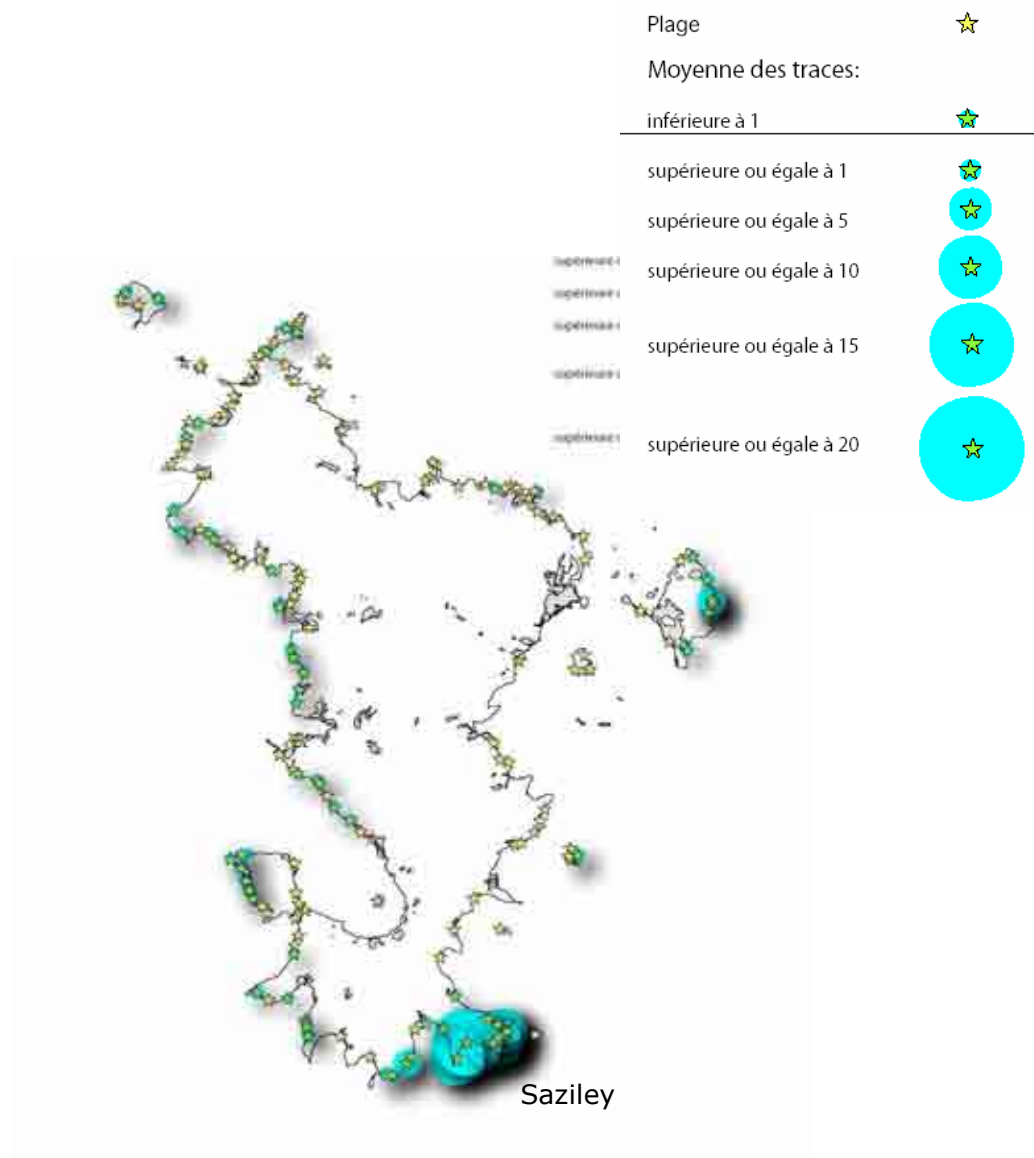 Plage
Moyenne des traces:
inférieure à 1
supérieure ou égale à 1
supérieure ou égale à 5
supérieure ou égale à 10
supérieure ou égale à 15
supérieure ou égale à 20
Saziley